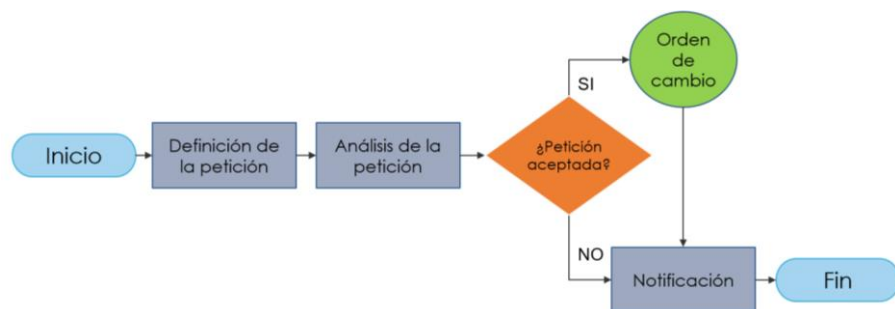 Inicio
Definición de
la petición
Análisis de la
petición
¿Petición
aceptada?
SI
Orden
de
cambio
NO
Notificación
Fin